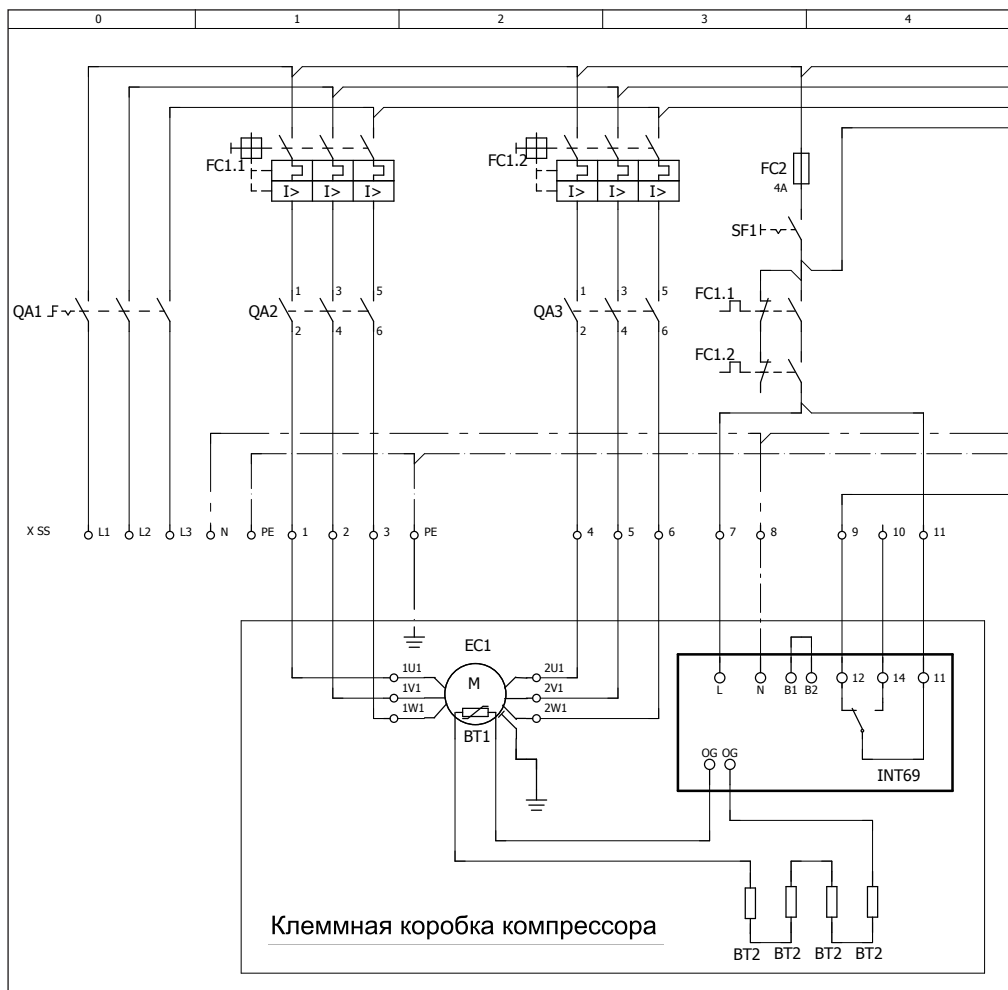 0 1 2 3 4
FC1.1 FC1.2 FC2
I> I> I> I> I> I> 4A
SF1
1 3 5 1 3 5 FC1.1
QA1 QA2 QA3
2 4 6 2 4 6
FC1.2
X SS L1 L2 L3 N PE 1 2 3 PE 4 5 6 7 8 9 10 11
EC1
1U1 2U1
M L N B1 B2 12 14 11
1V1 2V1
1W1 2W1
BT1
OG OG
INT69
Клеммная коробка компрессора
BT2 BT2 BT2 BT2